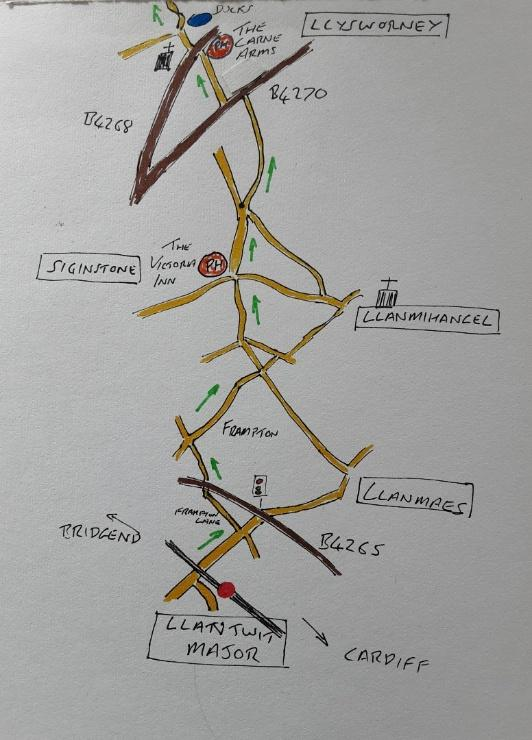 DUCKS
LLYSWORNEY
PH
THE
CARNE
ARMS
B4270
B4268
THE
VICTORIA
INN
PH
SIGINSTONE
LLANMIHANGEL
FRAMPTON
LLANMAES
FRAMPTON
LANE
BRIDGEND
B4265
LLANTWIT
MAJOR
CARDIFF